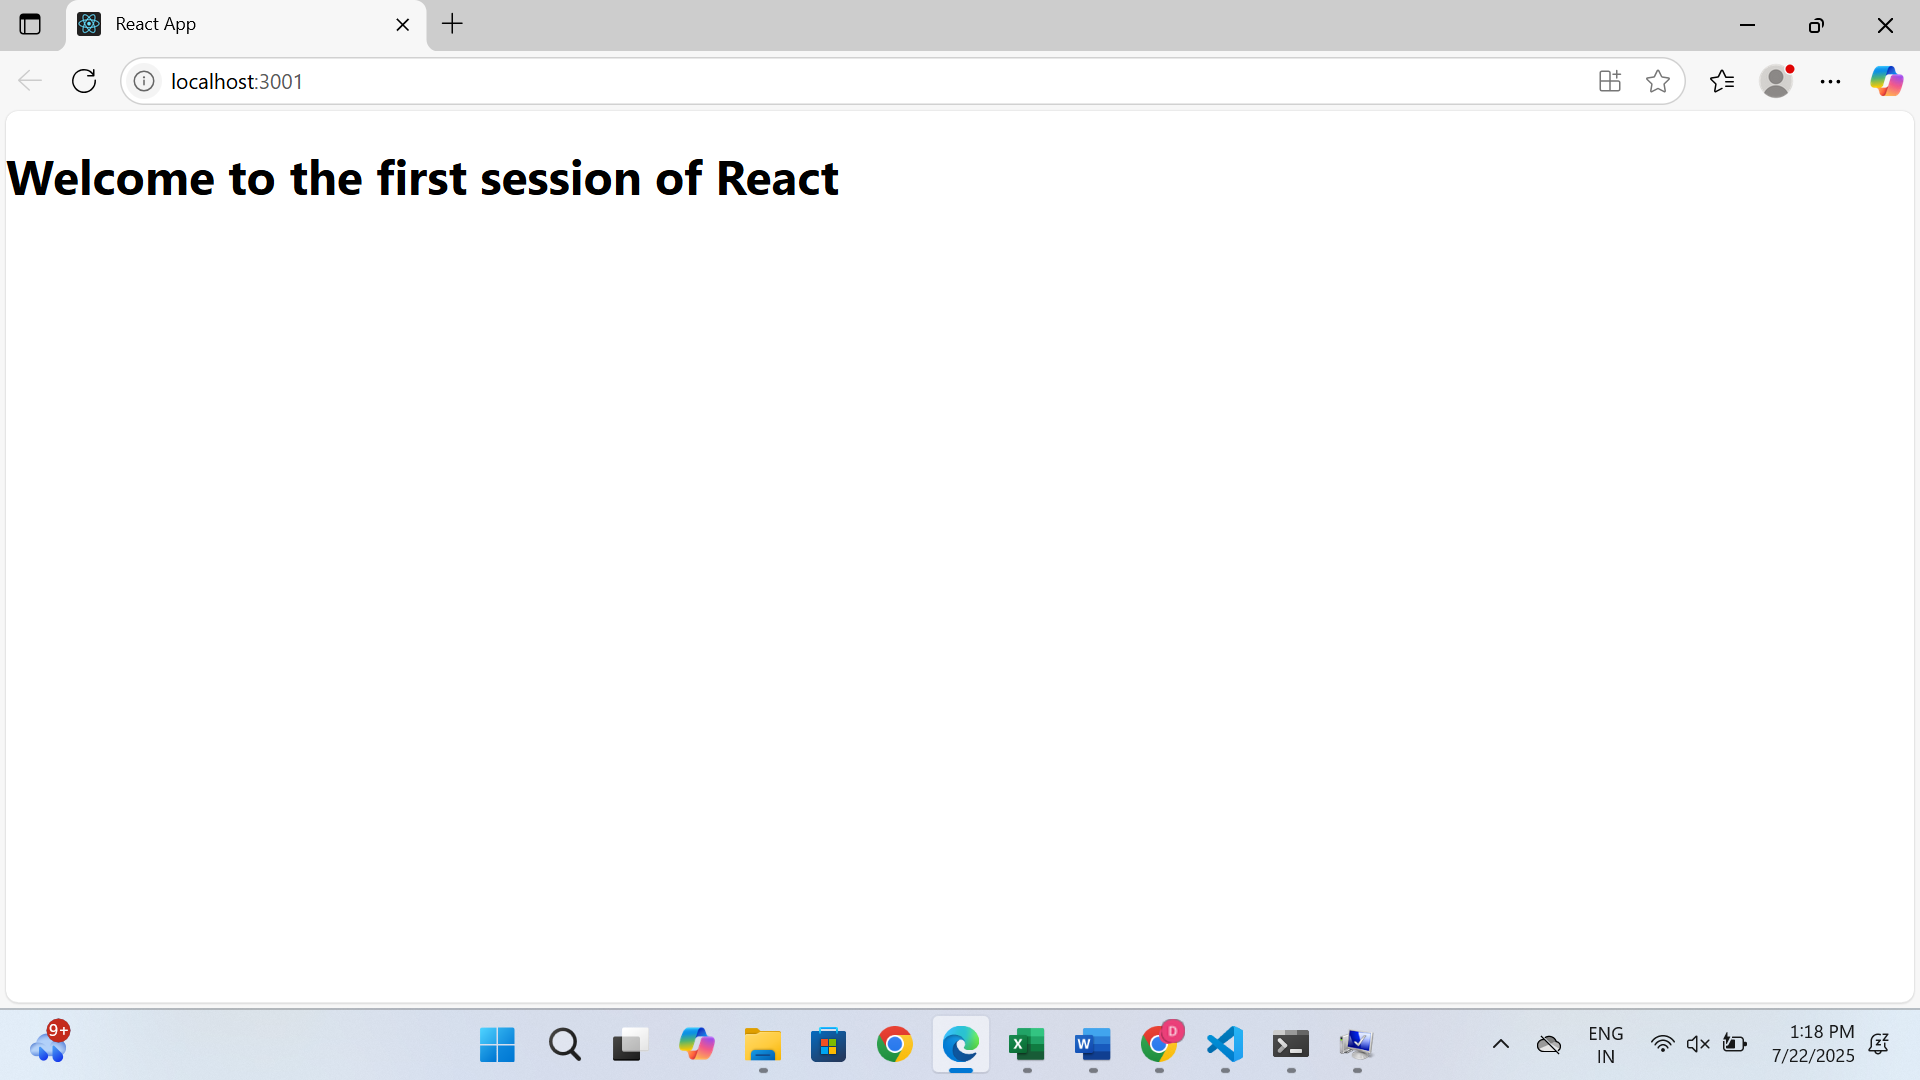 React App
localhost:3001
Welcome to the first session of React
9+
D
ENG
IN
1:18 PM
7/22/2025